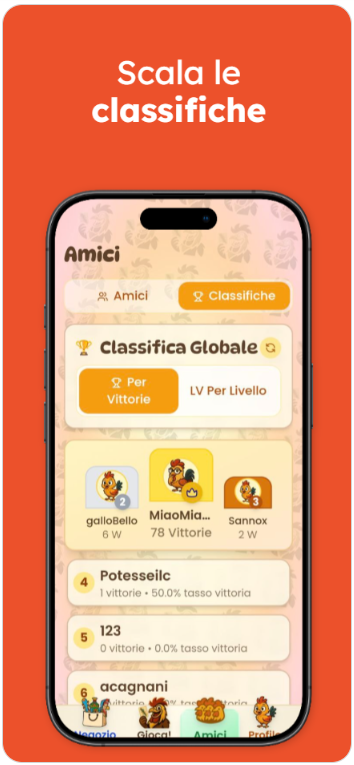 Scala le
classifiche
Amici
Amici
Classifiche
Classifica Globale
Per
Vittorie
LV Per Livello
2
3
galloBello
MiaoMia...
Sannox
6 W
78 Vittorie
2 W
4
Potesseilc
1 vittorie • 50.0% tasso vittoria
5
123
0 vittorie • 0.0% tasso vittoria
6
acagnani
tasso vittoria
Negozio
Gioca!
Amici
Profilo